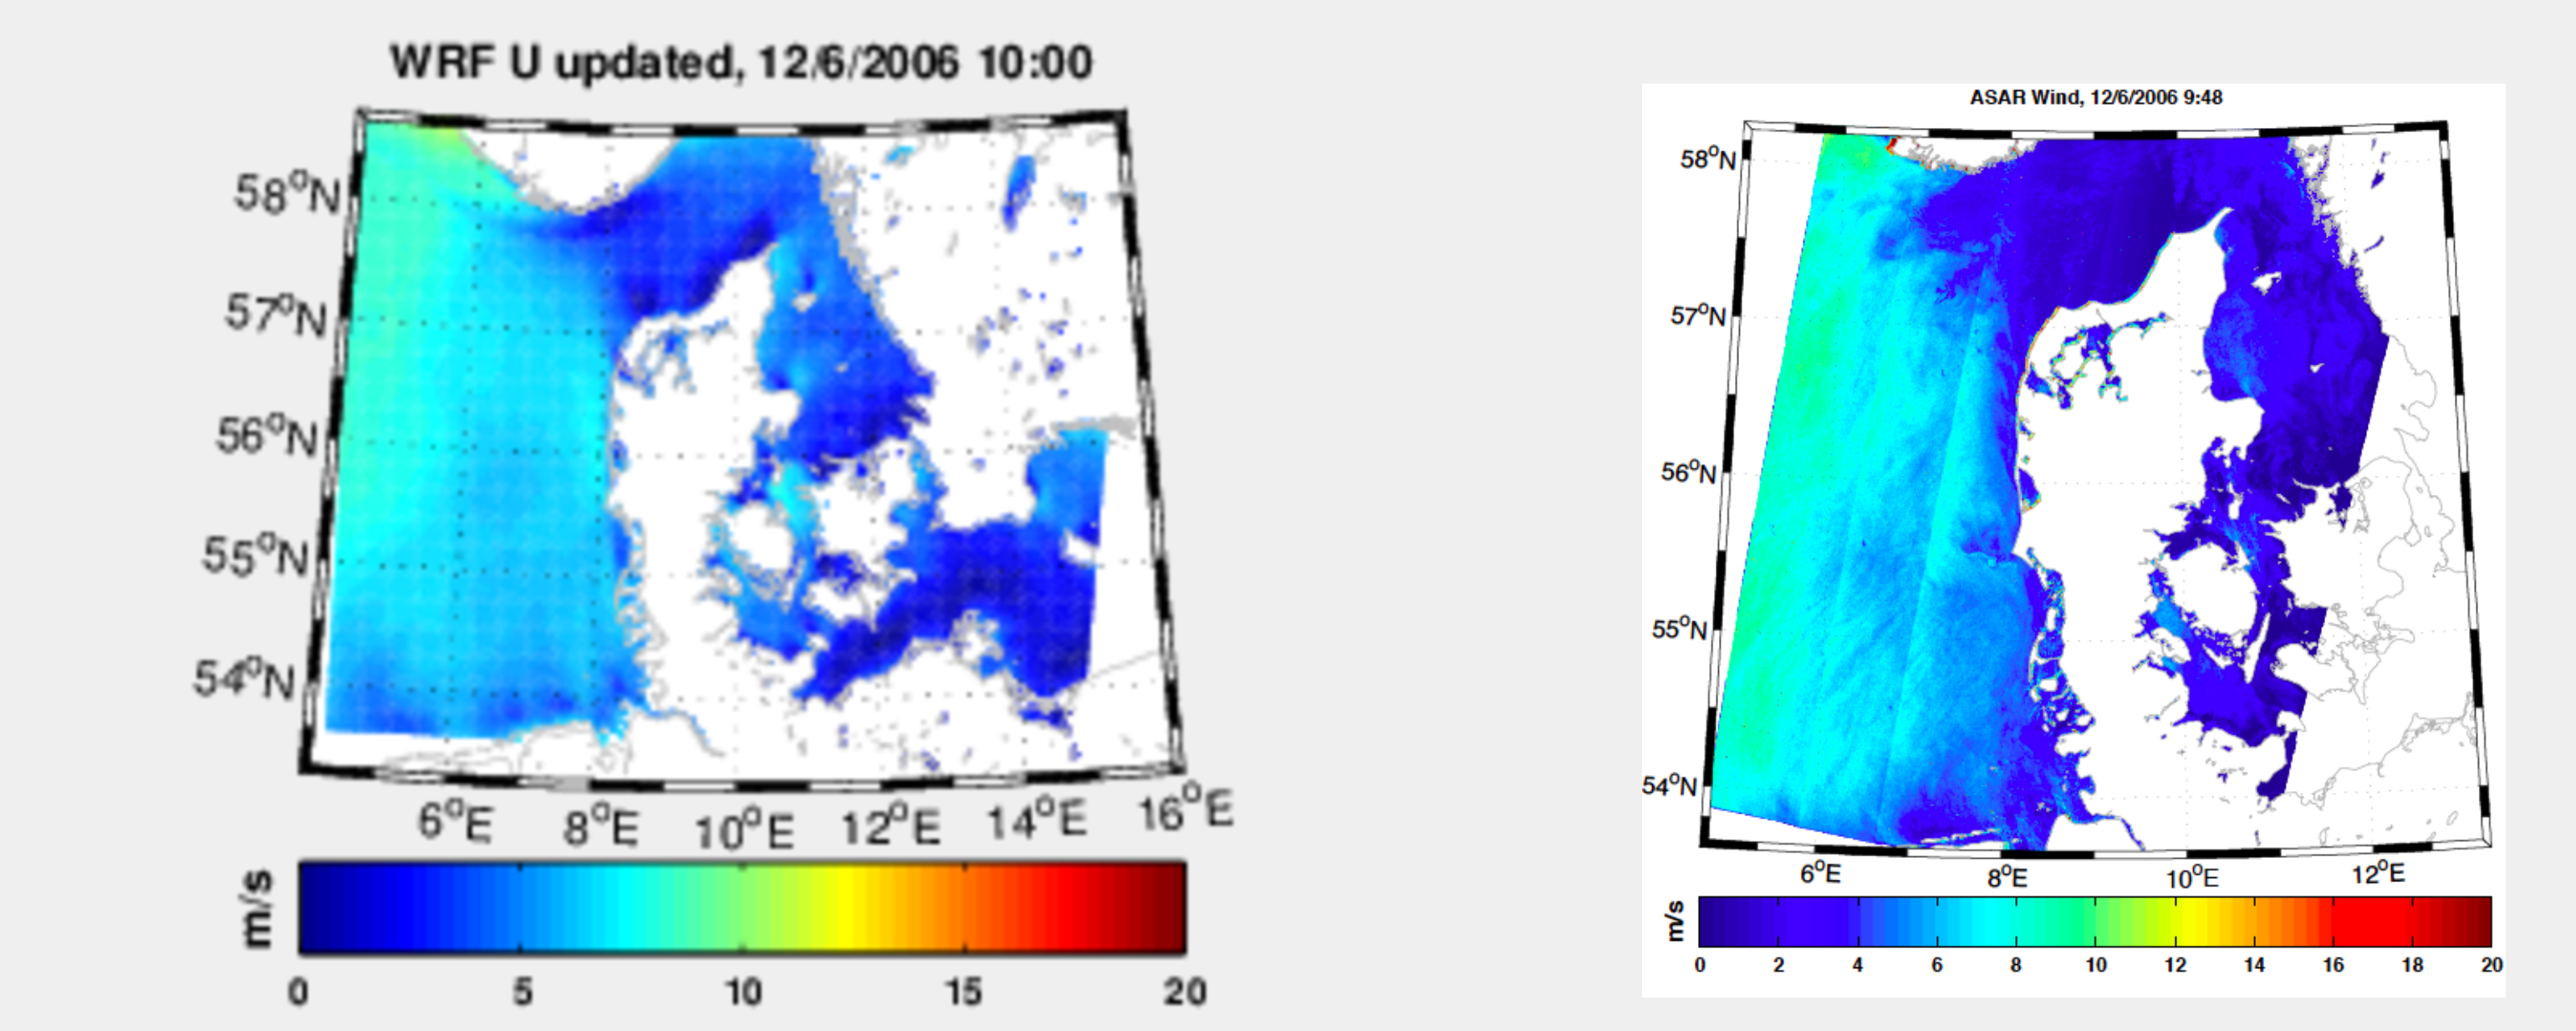 WRF U updated, 12/6/2006 10:00
58°N
57°N
56°N
55°N
54°N
6°E 8°E 10°E 12°E 14°E 16°E
m/s
0 5 10 15 20
ASAR Wind, 12/6/2006 9:48
58°N
57°N
56°N
55°N
54°N
6°E 8°E 10°E 12°E
m/s
0 2 4 6 8 10 12 14 16 18 20